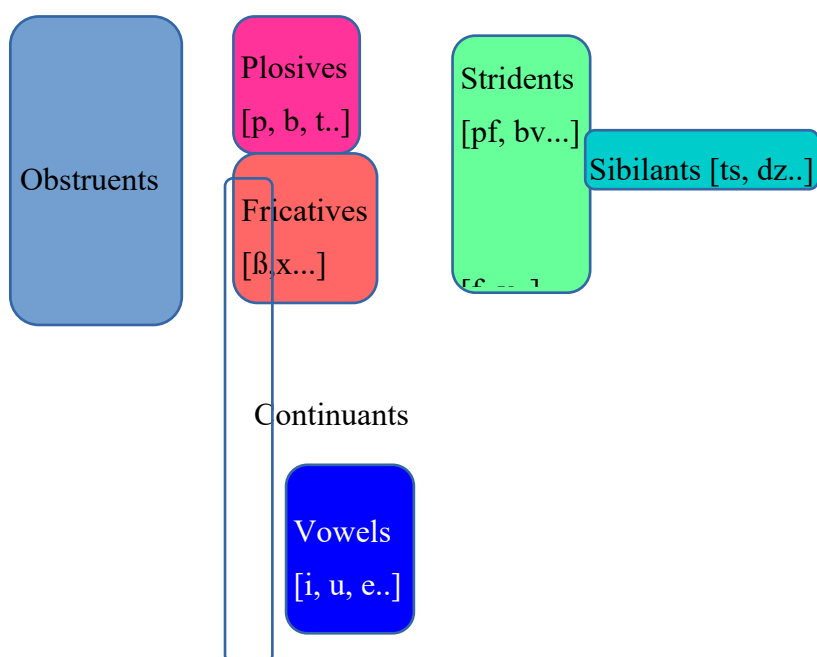 Obstruents
Plosives
[p, b, t..]
Fricatives
[ß,x...]
Stridents
[pf, bv...]
Sibilants [ts, dz..]
Continuants
Vowels
[i, u, e..]